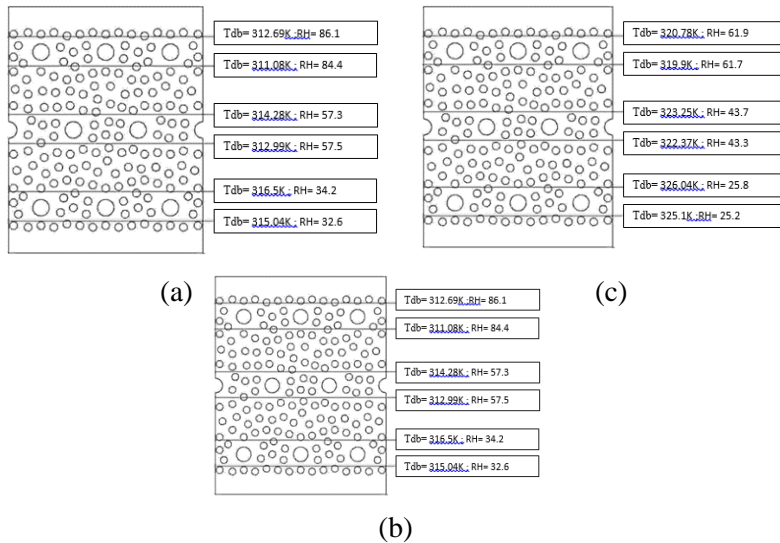 Tdb= 312.69K ;RH= 86.1
Tdb= 311.08K ; RH= 84.4
Tdb= 314.28K ; RH= 57.3
Tdb= 312.99K ; RH= 57.5
Tdb= 316.5K ; RH= 34.2
Tdb= 315.04K ; RH= 32.6
(a)
Tdb= 320.78K ; RH= 61.9
Tdb= 319.9K ; RH= 61.7
Tdb= 323.25K ; RH= 43.7
Tdb= 322.37K ; RH= 43.3
Tdb= 326.04K ; RH= 25.8
Tdb= 325.1K ;RH= 25.2
(c)
Tdb= 312.69K ;RH= 86.1
Tdb= 311.08K ; RH= 84.4
Tdb= 314.28K ; RH= 57.3
Tdb= 312.99K ; RH= 57.5
Tdb= 316.5K ; RH= 34.2
Tdb= 315.04K ; RH= 32.6
(b)